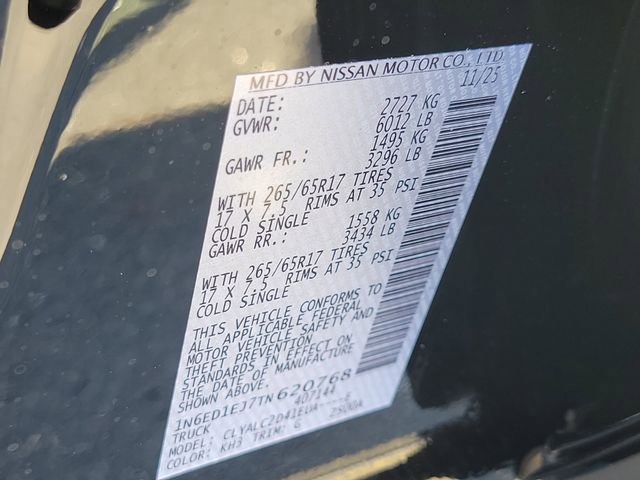 MFD BY NISSAN MOTOR CO., LTD
DATE: 11/25
GVWR: 2727 KG
6012 LB
GAWR FR.: 1495 KG
3296 LB
WITH 265/65R17 TIRES
17 X 7.5 RIMS AT 35 PSI
COLD SINGLE
GAWR RR.: 1558 KG
3434 LB
WITH 265/65R17 TIRES
17 X 7.5 RIMS AT 35 PSI
COLD SINGLE
THIS VEHICLE CONFORMS TO
ALL APPLICABLE FEDERAL
MOTOR VEHICLE SAFETY AND
THEFT PREVENTION
STANDARDS IN EFFECT ON
THE DATE OF MANUFACTURE
SHOWN ABOVE.
1N6ED1EJ7TN620768
TRUCK 407144
MODEL: CLYALC2D41EUA----E
COLOR: KH3 TRIM: G 2SU0A